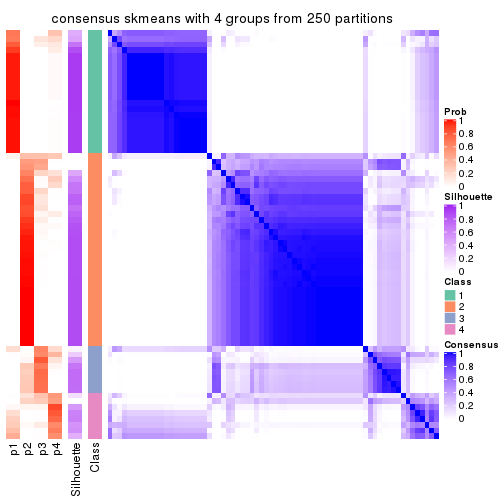 consensus skmeans with 4 groups from 250 partitions
Prob
1
0.8
0.6
0.4
0.2
0
Silhouette
1
0.8
0.6
0.4
0.2
0
Class
1
2
3
4
Consensus
1
0.8
0.6
0.4
0.2
0
p1
p2
p3
p4
Silhouette
Class